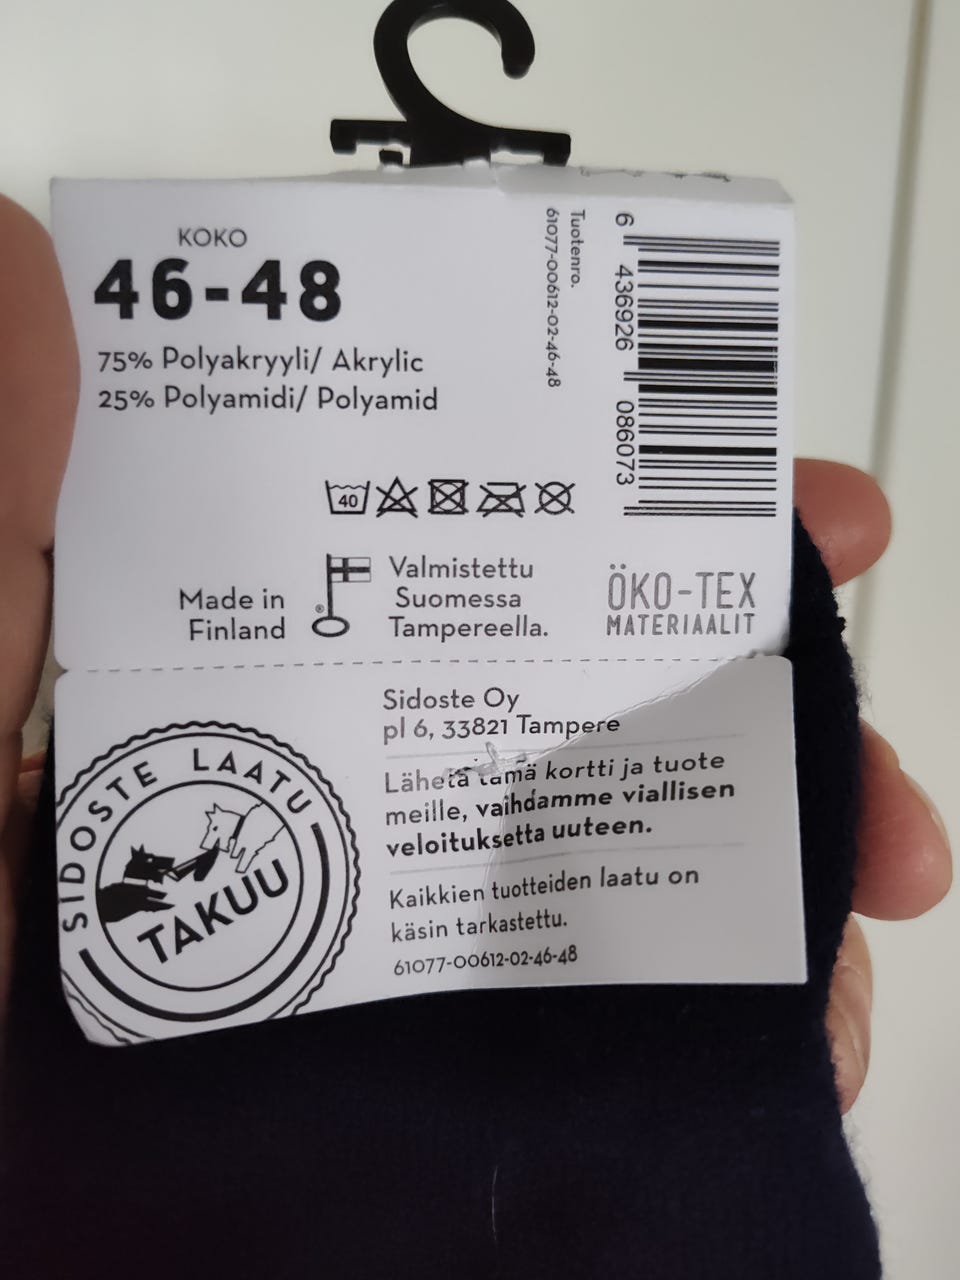 KOKO
46-48
75% Polyakryyli/ Akrylic
25% Polyamidi/ Polyamid
Tuotenro.
61077-00612-02-46-48
6 436926 086073
40
Made in
Finland
®
Valmistettu
Suomessa
Tampereella.
ÖKO-TEX
MATERIAALIT
SIDOSTE LAATU
TAKUU
Sidoste Oy
pl 6, 33821 Tampere
Lähetä tämä kortti ja tuote
meille, vaihdamme viallisen
veloituksetta uuteen.
Kaikkien tuotteiden laatu on
käsin tarkastettu.
61077-00612-02-46-48